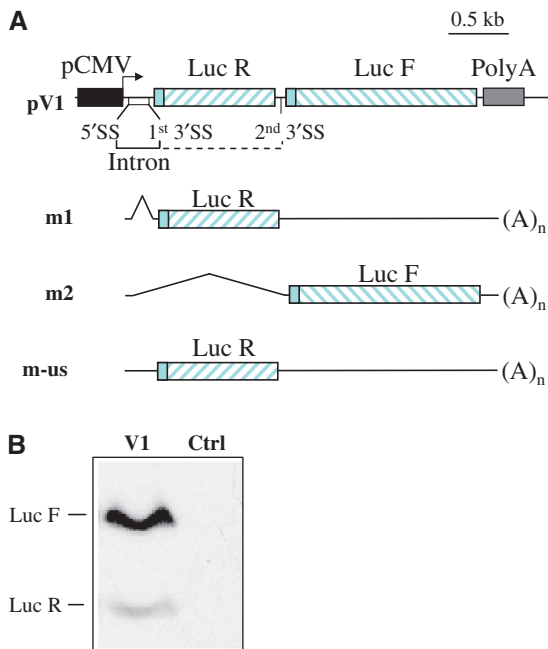 A
0.5 kb
pCMV Luc R Luc F PolyA
pV1
5′SS 1st 3′SS 2nd 3′SS
Intron
Luc R
m1 (A)n
Luc F
m2 (A)n
Luc R
m-us (A)n
B
V1 Ctrl
Luc F
Luc R